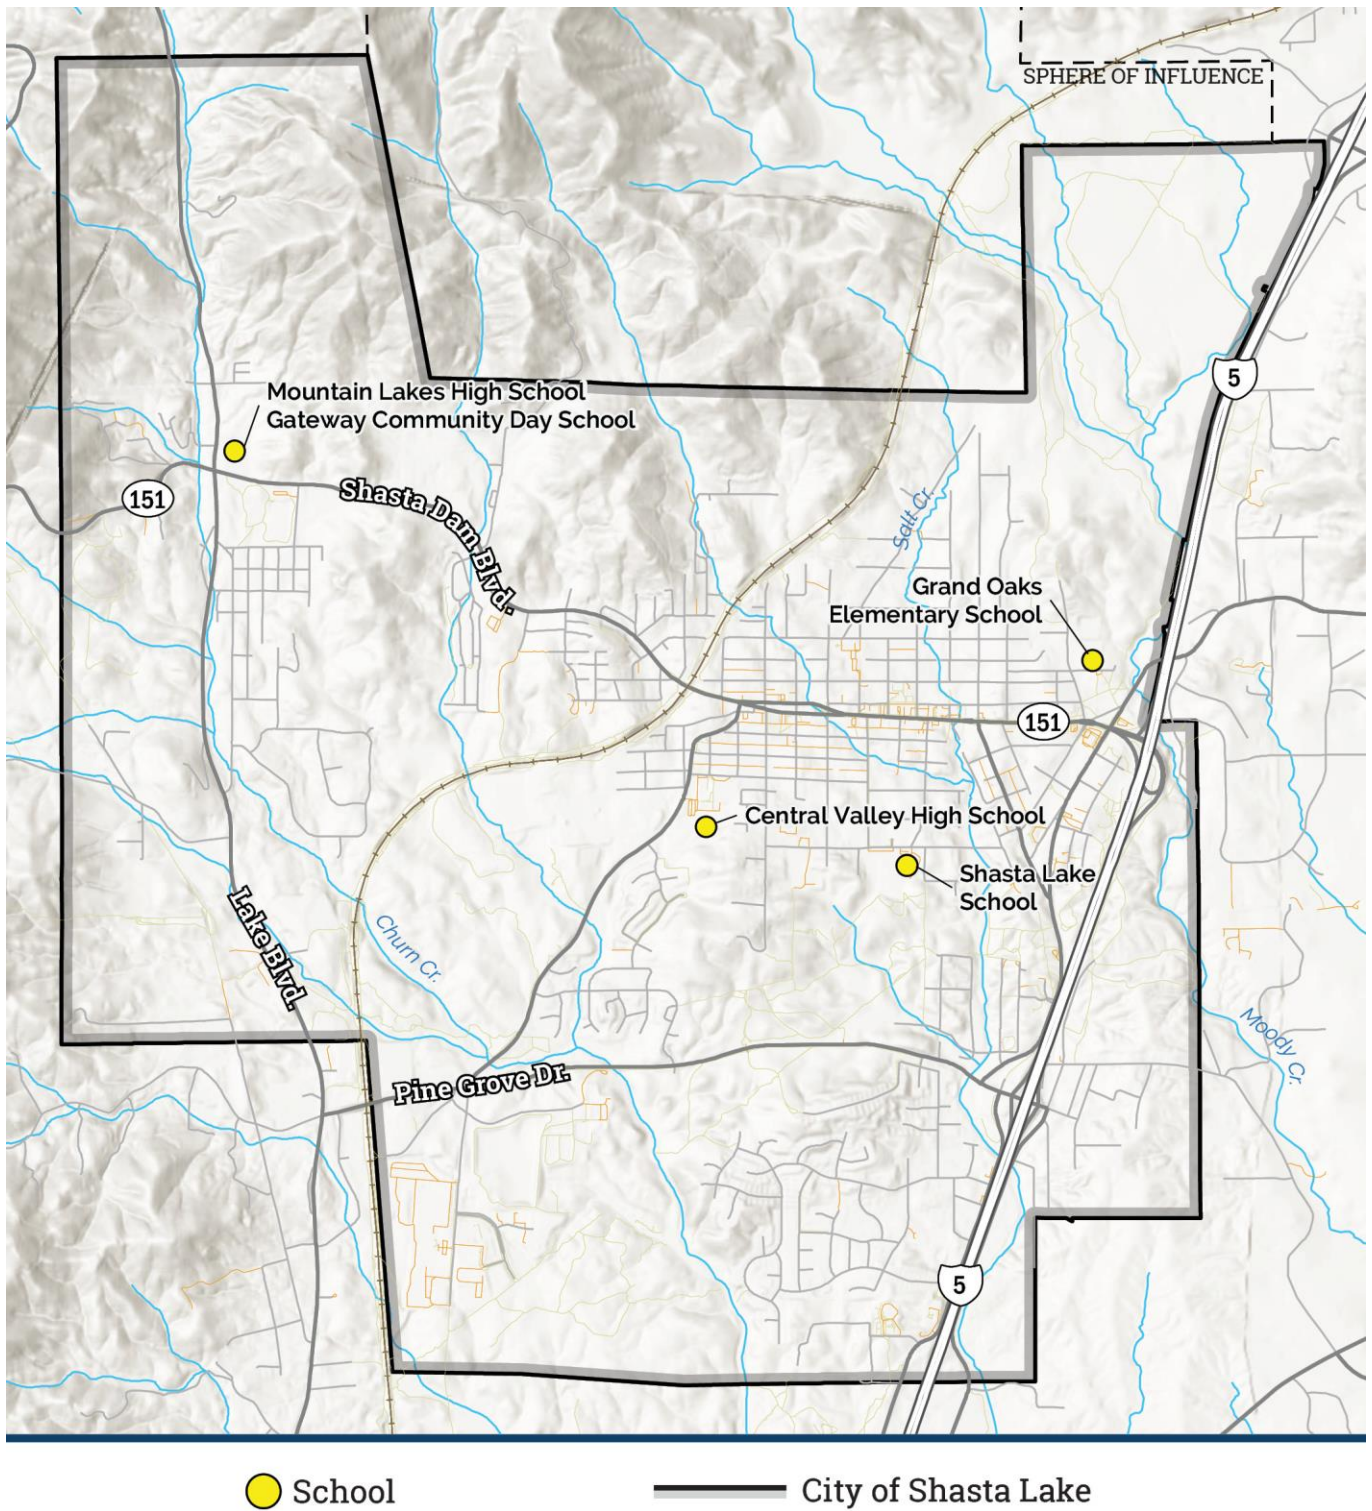 SPHERE OF INFLUENCE
5
Mountain Lakes High School
Gateway Community Day School
151
Shasta Dam Blvd.
Salt Cr.
Grand Oaks
Elementary School
151
Central Valley High School
Shasta Lake
School
Lake Blvd.
Churn Cr.
Moody Cr.
Pine Grove Dr.
5
School
City of Shasta Lake